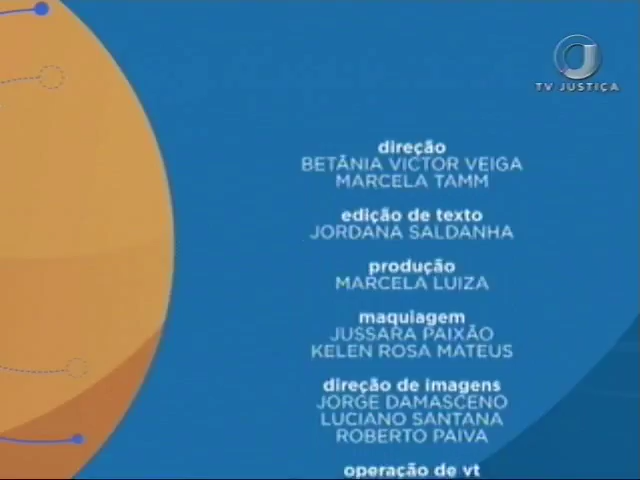 TV JUSTIÇA
direção
BETÂNIA VICTOR VEIGA
MARCELA TAMM
edição de texto
JORDANA SALDANHA
produção
MARCELA LUIZA
maquiagem
JUSSARA PAIXÃO
KELEN ROSA MATEUS
direção de imagens
JORGE DAMASCENO
LUCIANO SANTANA
ROBERTO PAIVA
operação de vt